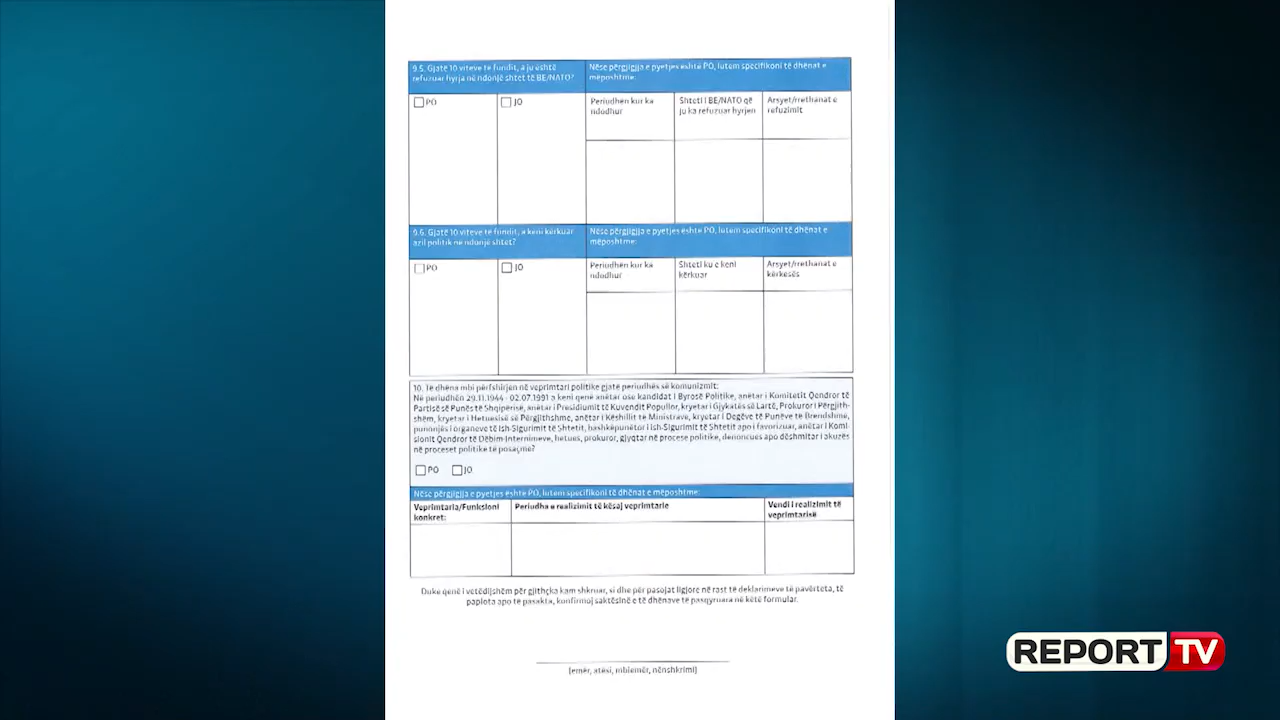 9.5. Gjatë 10 viteve të fundit, a ju është
refuzuar hyrja në ndonjë shtet të BE/NATO?
Nëse përgjigjja e pyetjes është PO, lutem specifikoni të dhënat e
mëposhtme:
PO
JO
Periudhën kur ka
ndodhur
Shteti i BE/NATO që
ju ka refuzuar hyrjen
Arsyet/rrethanat e
refuzimit
9.6. Gjatë 10 viteve të fundit, a keni kërkuar
azil politik në ndonjë shtet?
Nëse përgjigjja e pyetjes është PO, lutem specifikoni të dhënat e
mëposhtme:
PO
JO
Periudhën kur ka
ndodhur
Shteti ku e keni
kërkuar
Arsyet/rrethanat e
kërkesës
10. Të dhëna mbi përfshirjen në veprimtari politike gjatë periudhës së komunizmit:
Në periudhën 29.11.1944 - 02.07.1991 a keni qenë anëtar ose kandidat i Byrosë Politike, anëtar i Komitetit Qendror të
Partisë së Punës të Shqipërisë, anëtar i Presidiumit të Kuvendit Popullor, kryetar i Gjykatës së Lartë, Prokuror i Përgjith-
shëm, kryetar i Hetuesisë së Përgjithshme, anëtar i Këshillit të Ministrave, kryetar i Degëve të Punëve të Brendshme,
punonjës i organeve të ish-Sigurimit të Shtetit, bashkëpunëtor i ish-Sigurimit të Shtetit apo i favorizuar, anëtar i Komi-
sionit Qendror të Dëbim-Internimeve, hetues, prokuror, gjyqtar në procese politike, denoncues apo dëshmitar i akuzës
në proceset politike të posaçme?
PO JO
Nëse përgjigjja e pyetjes është PO, lutem specifikoni të dhënat e mëposhtme:
Veprimtaria/Funksioni
konkret:
Periudha e realizimit të kësaj veprimtarie
Vendi i realizimit të
veprimtarisë
Duke qenë i vetëdijshëm për gjithçka kam shkruar, si dhe për pasojat ligjore në rast të deklarimeve të pavërteta, të
paplota apo të pasakta, konfirmoj saktësinë e të dhënave të pasqyruara në këtë formular.
[emër, atësi, mbiemër, nënshkrimi]
REPORT TV